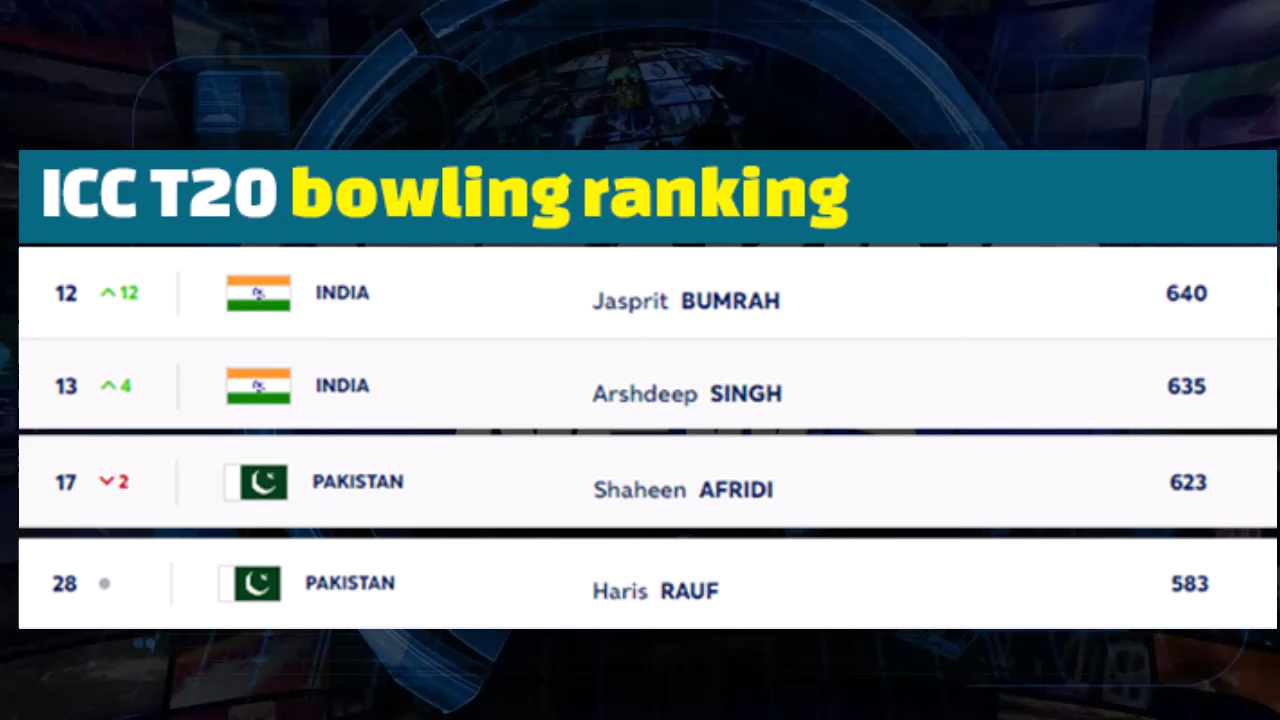 ICC T20 bowling ranking
12 12 INDIA Jasprit BUMRAH 640
13 4 INDIA Arshdeep SINGH 635
17 2 PAKISTAN Shaheen AFRIDI 623
28 PAKISTAN Haris RAUF 583